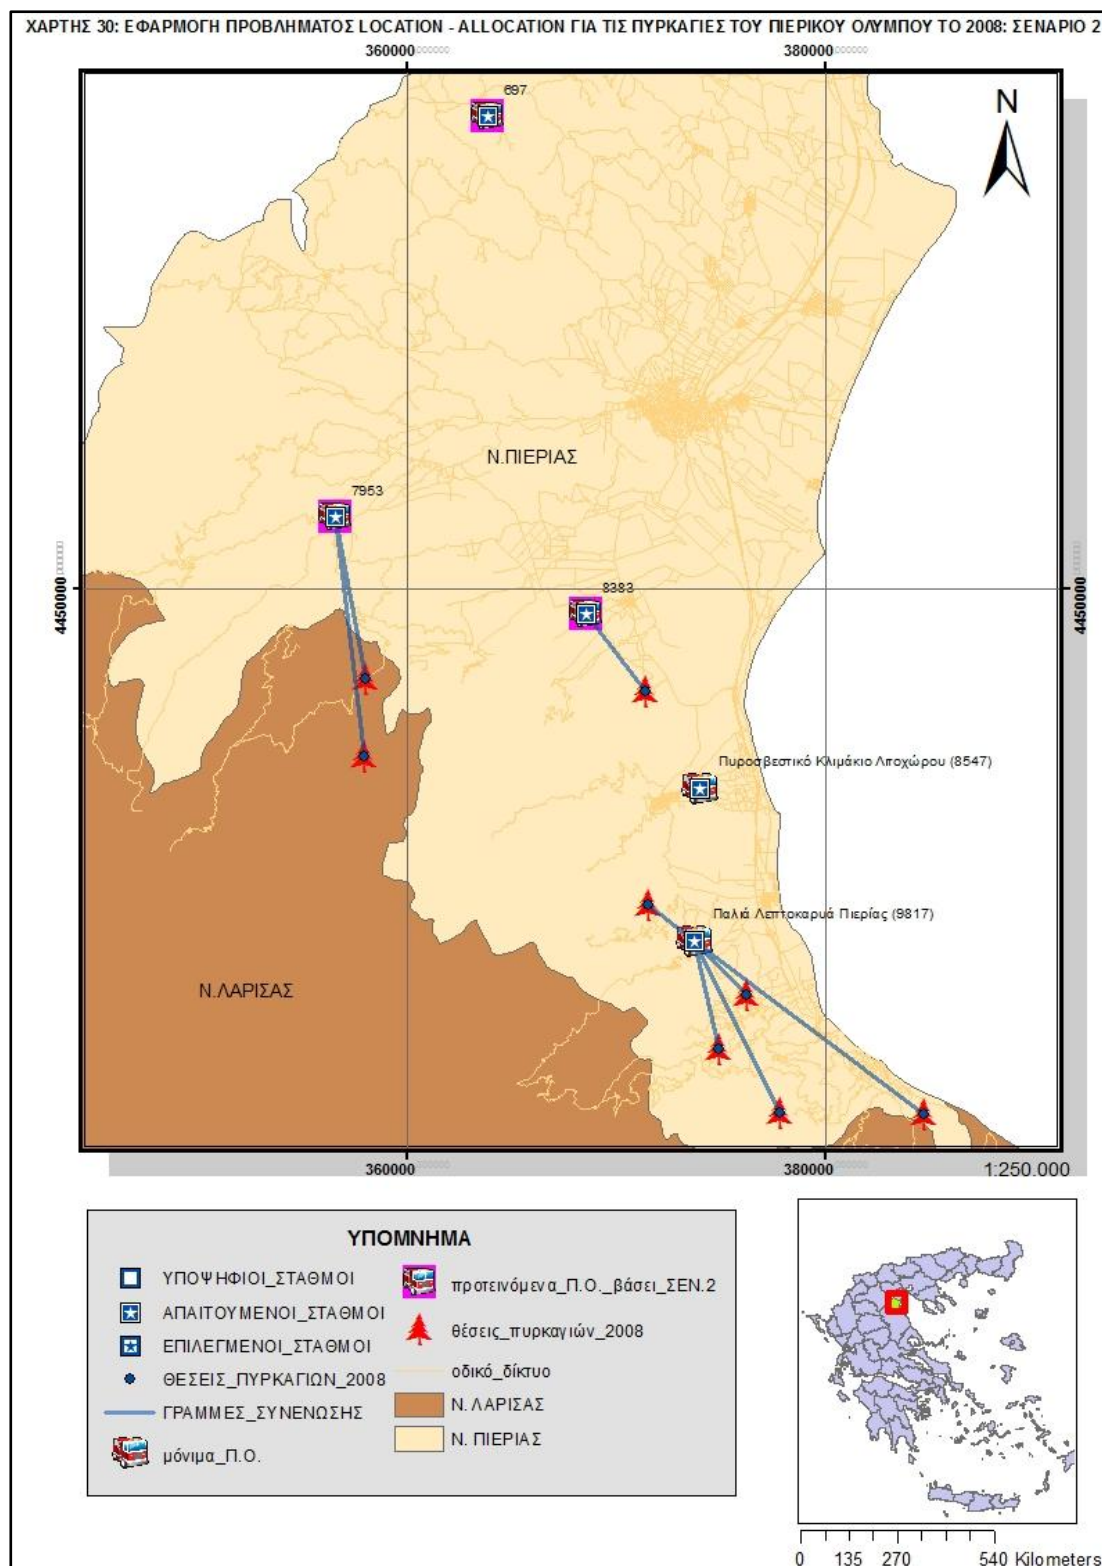 ΧΑΡΤΗΣ 30: ΕΦΑΡΜΟΓΗ ΠΡΟΒΛΗΜΑΤΟΣ LOCATION - ALLOCATION ΓΙΑ ΤΙΣ ΠΥΡΚΑΓΙΕΣ ΤΟΥ ΠΙΕΡΙΚΟΥ ΟΛΥΜΠΟΥ ΤΟ 2008: ΣΕΝΑΡΙΟ 2
360000 380000
N
697
Ν.ΠΙΕΡΙΑΣ
7953
4450000 4450000
8383
Πυροσβεστικό Κλιμάκιο Λιτοχώρου (8547)
Παλιά Λεπτοκαρυά Πιερίας (9817)
Ν.ΛΑΡΙΣΑΣ
360000 380000
1:250.000
ΥΠΟΜΝΗΜΑ
ΥΠΟΨΗΦΙΟΙ_ΣΤΑΘΜΟΙ
ΑΠΑΙΤΟΥΜΕΝΟΙ_ΣΤΑΘΜΟΙ
ΕΠΙΛΕΓΜΕΝΟΙ_ΣΤΑΘΜΟΙ
ΘΕΣΕΙΣ_ΠΥΡΚΑΓΙΩΝ_2008
ΓΡΑΜΜΕΣ_ΣΥΝΕΝΩΣΗΣ
μόνιμα_Π.Ο.
προτεινόμενα_Π.Ο._βάσει_ΣΕΝ.2
θέσεις_πυρκαγιών_2008
οδικό_δίκτυο
Ν. ΛΑΡΙΣΑΣ
Ν. ΠΙΕΡΙΑΣ
0 135 270 540 Kilometers